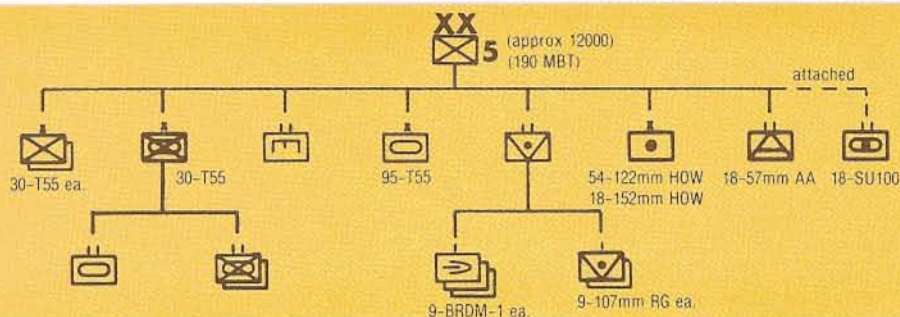 XX
5 (approx 12000)
(190 MBT)
attached
30-T55 ea.
30-T55
95-T55
54-122mm HOW
18-152mm HOW
18-57mm AA
18-SU100
9-BRDM-1 ea.
9-107mm RG ea.